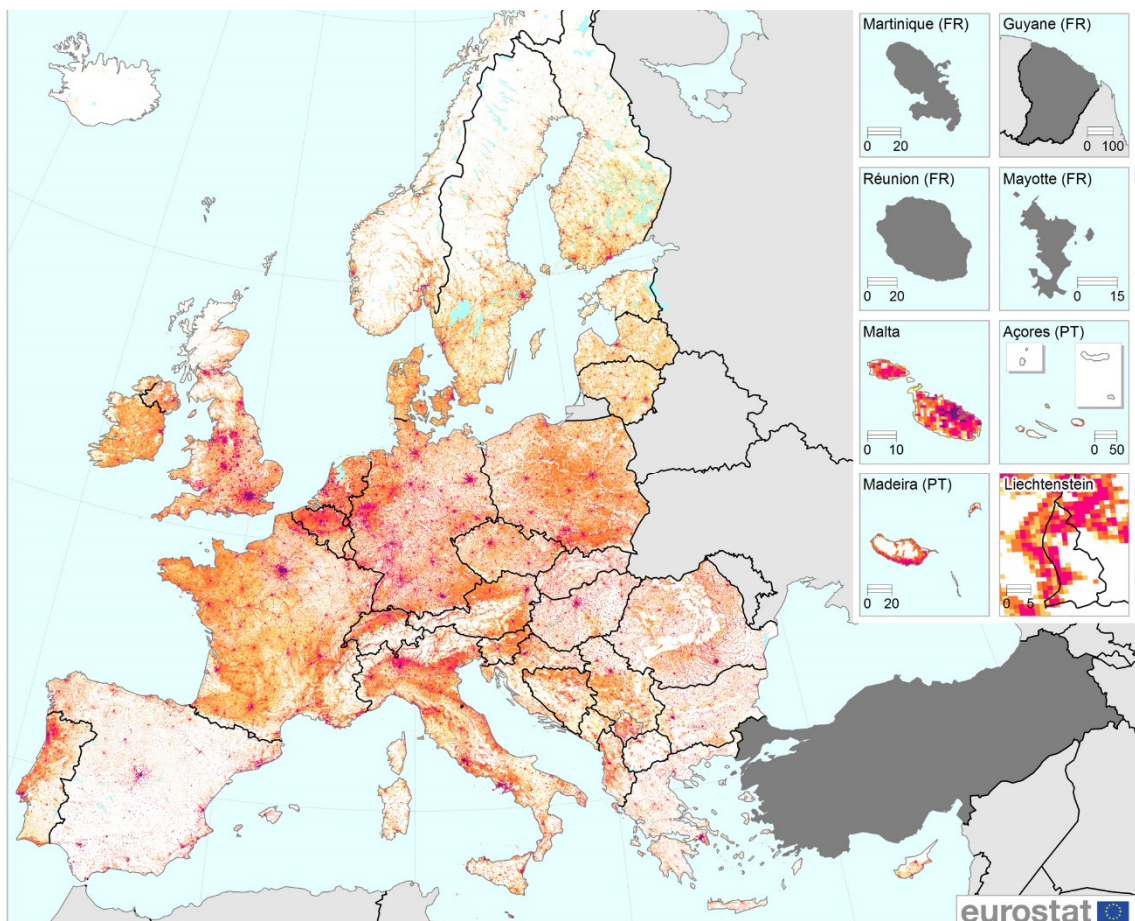 Martinique (FR)
0 20
Guyane (FR)
0 100
Réunion (FR)
0 20
Mayotte (FR)
0 15
Malta
0 10
Açores (PT)
0 50
Madeira (PT)
0 20
Liechtenstein
0 5
eurostat